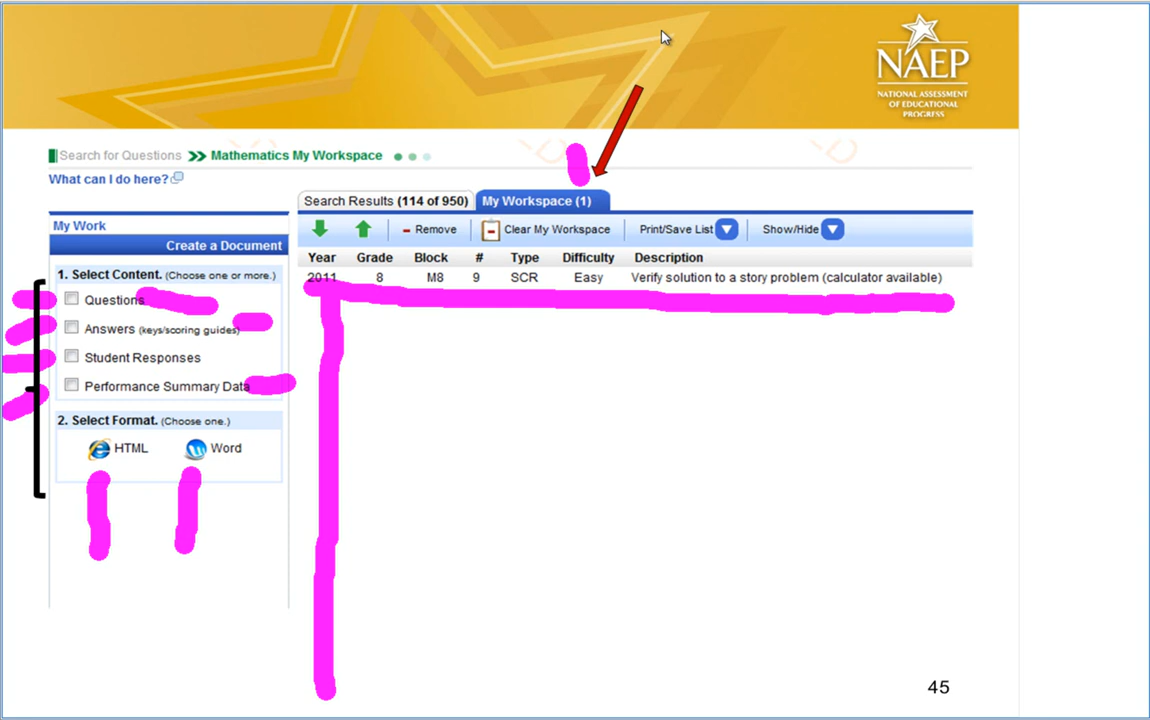 NAEP
NATIONAL ASSESSMENT
OF EDUCATIONAL
PROGRESS
Search for Questions >> Mathematics My Workspace
What can I do here?
Search Results (114 of 950) My Workspace (1)
My Work
Create a Document
Remove Clear My Workspace Print/Save List Show/Hide
Year Grade Block # Type Difficulty Description
2011 8 M8 9 SCR Easy Verify solution to a story problem (calculator available)
1. Select Content. (Choose one or more.)
Questions
Answers (keys/scoring guides)
Student Responses
Performance Summary Data
2. Select Format. (Choose one.)
HTML Word
45